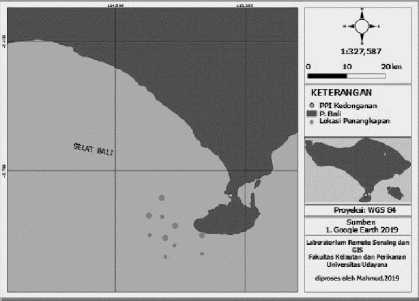 1:327,587
0 10 20 km
KETERANGAN
PPI Kedonganan
P. Bali
Lokasi Penangkapan
SELAT BALI
Proyeksi: WGS 84
Sumber:
1. Google Earth 2019
Laboratorium Remote Sensing dan
GIS
Fakultas Kelautan dan Perikanan
Universitas Udayana
diproses oleh Mahmud,2019